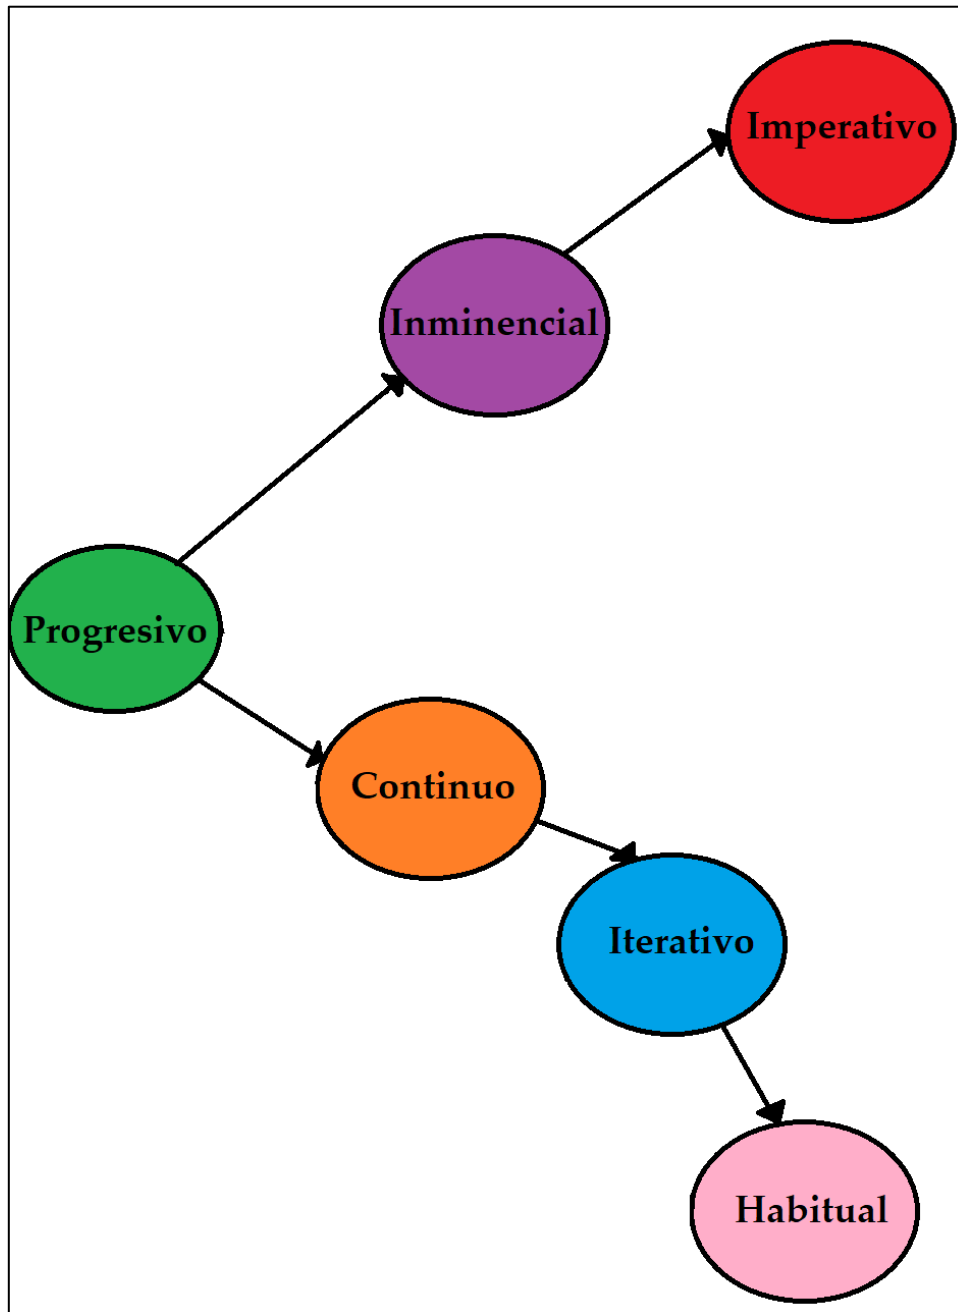 Imperativo
Inminencial
Progresivo
Continuo
Iterativo
Habitual